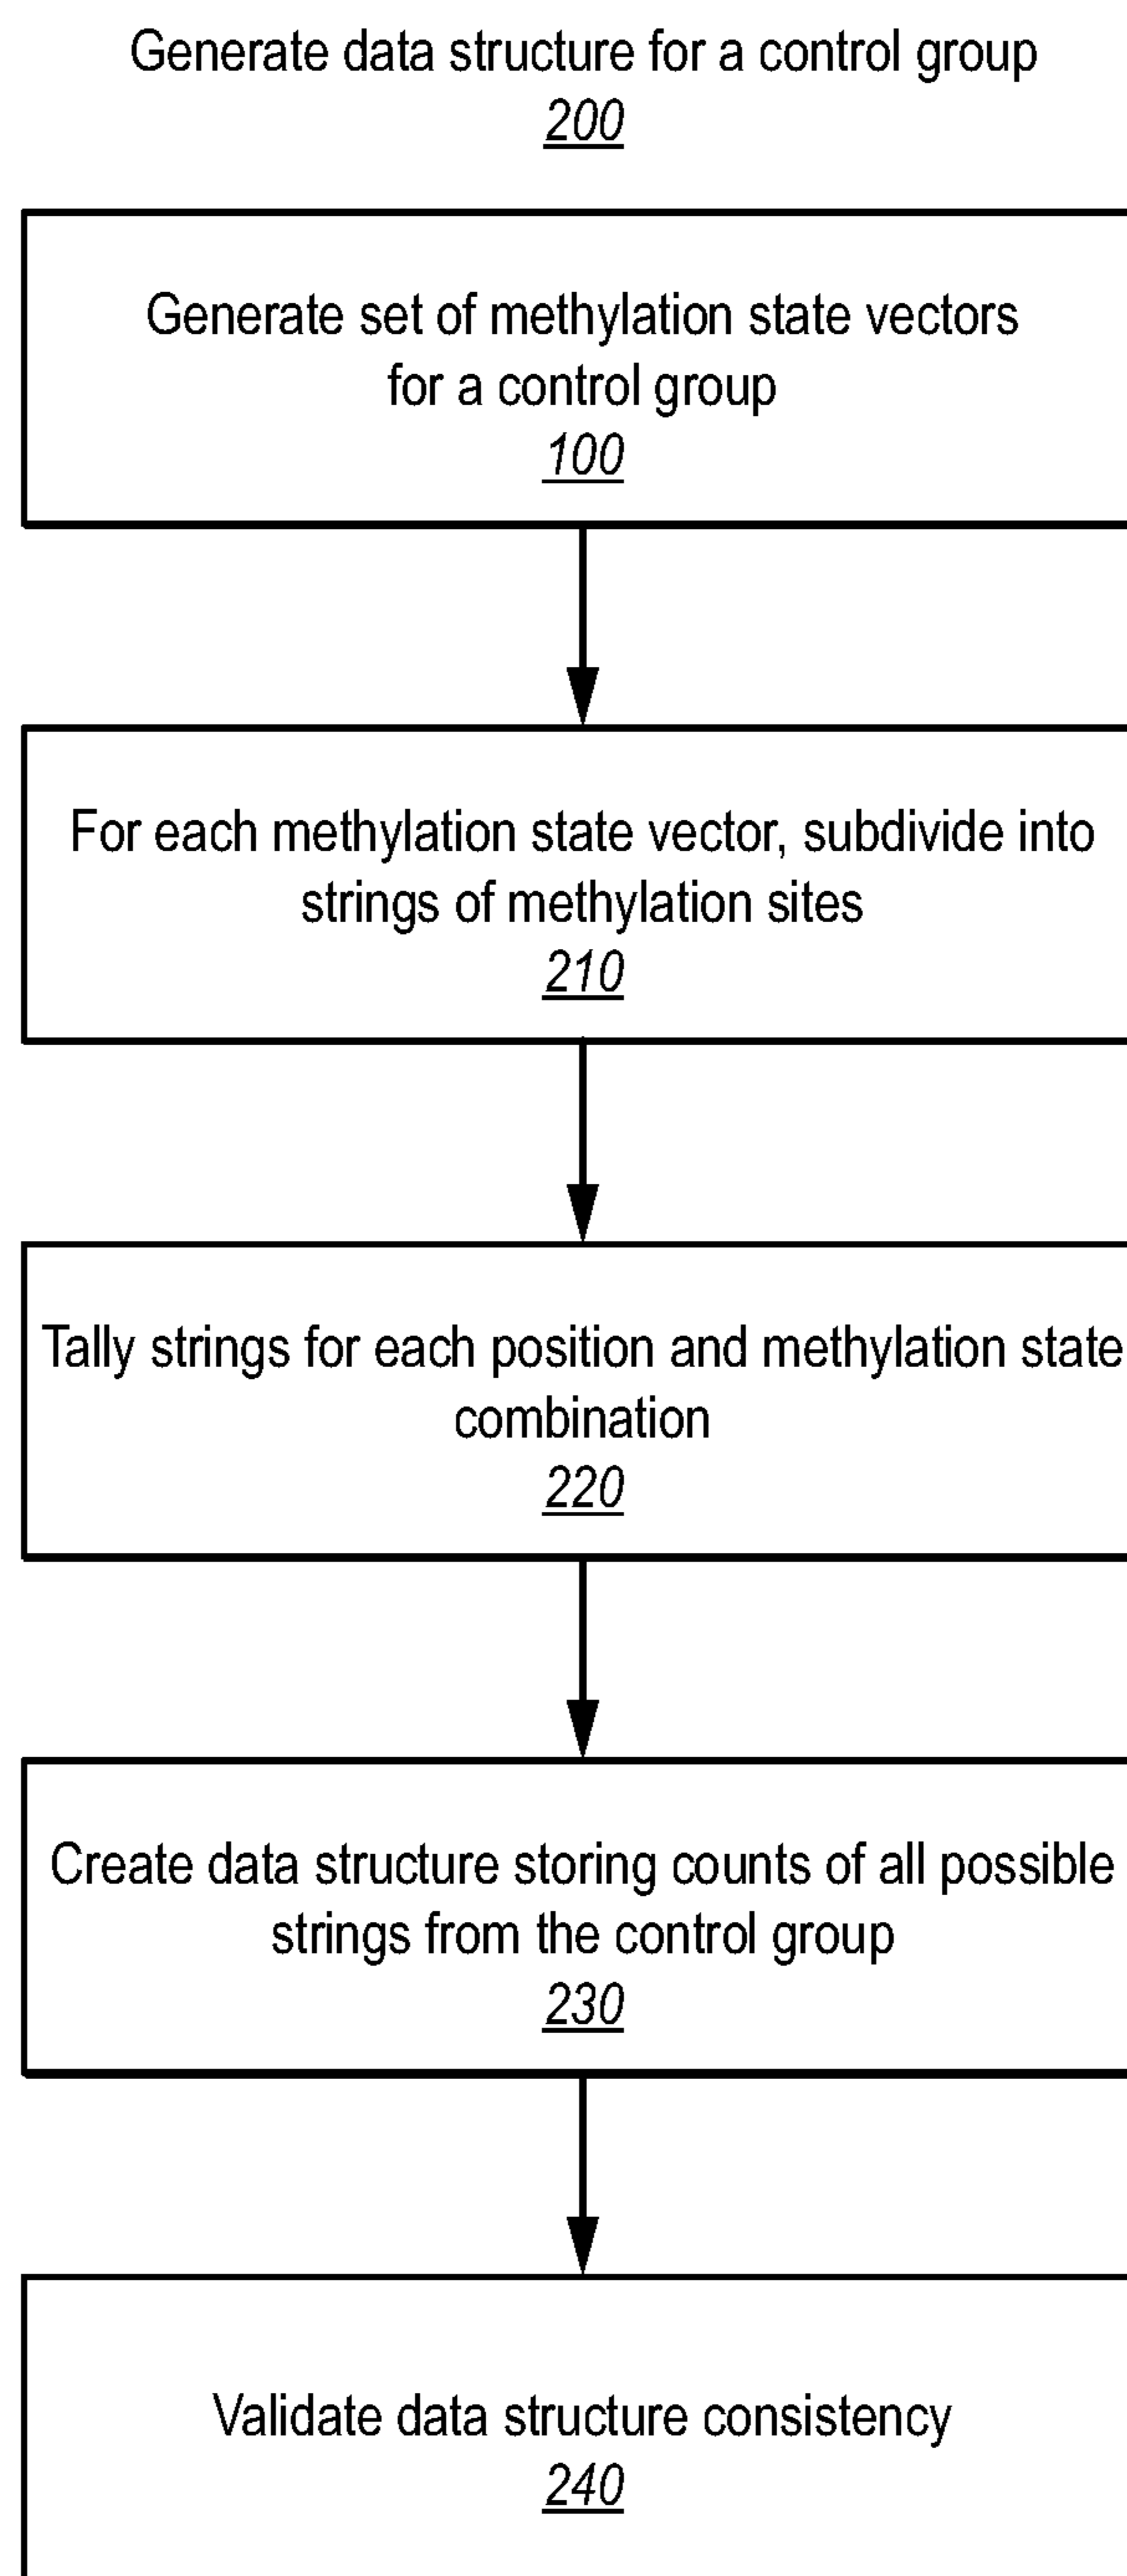 Generate data structure for a control group
200
Generate set of methylation state vectors
for a control group
100
For each methylation state vector, subdivide into
strings of methylation sites
210
Tally strings for each position and methylation state
combination
220
Create data structure storing counts of all possible
strings from the control group
230
Validate data structure consistency
240